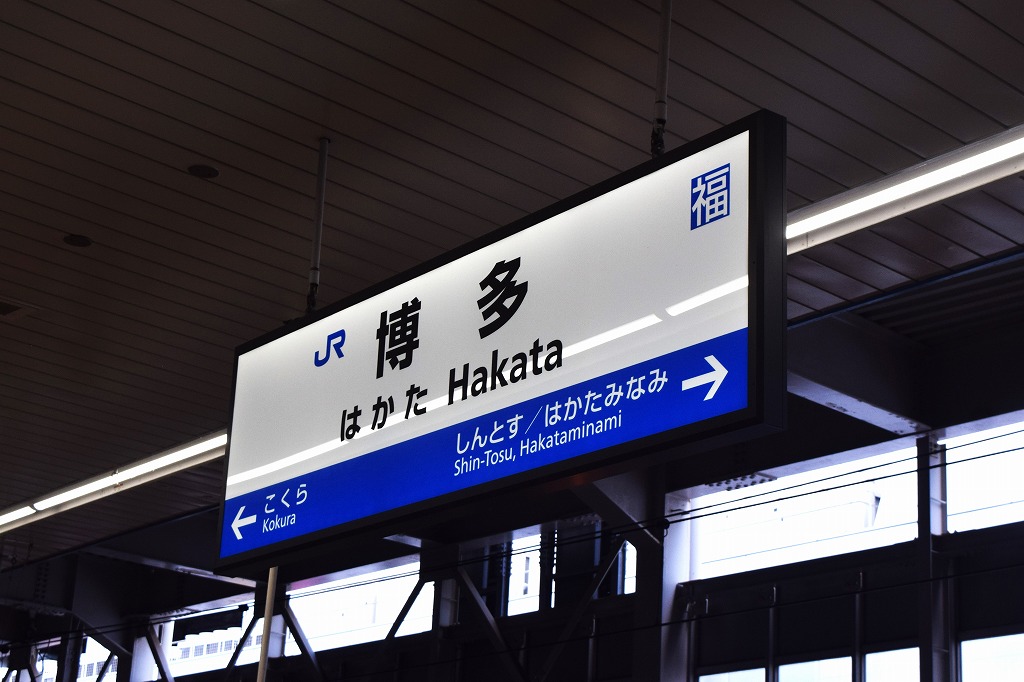 福
JR
博多
はかた Hakata
しんとす／はかたみなみ
Shin-Tosu, Hakataminami
こくら
Kokura